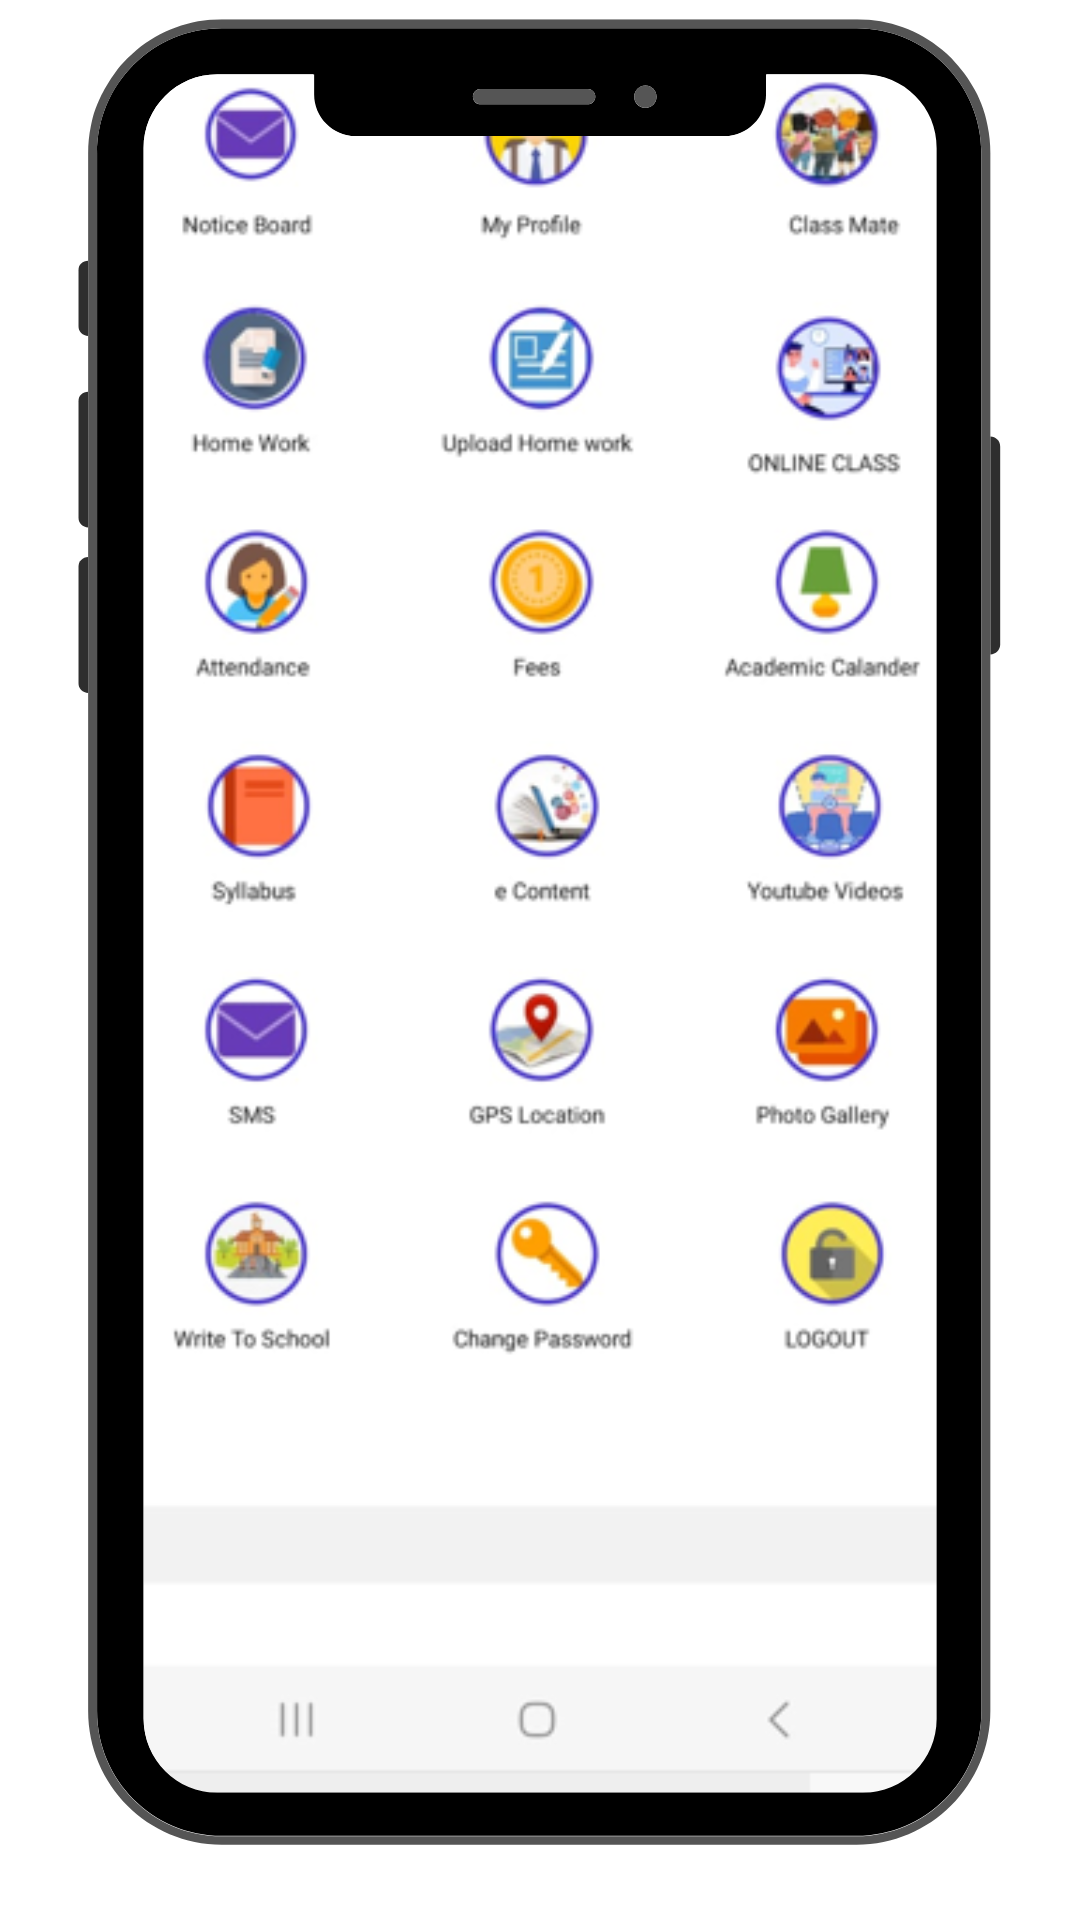 Notice Board
My Profile
Class Mate
Home Work
Upload Home work
ONLINE CLASS
Attendance
1
Fees
Academic Calander
Syllabus
e Content
Youtube Videos
SMS
GPS Location
Photo Gallery
Write To School
Change Password
LOGOUT